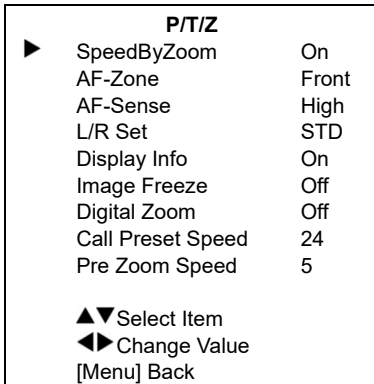 P/T/Z
▶ SpeedByZoom On
AF-Zone Front
AF-Sense High
L/R Set STD
Display Info On
Image Freeze Off
Digital Zoom Off
Call Preset Speed 24
Pre Zoom Speed 5
▲▼Select Item
◀▶Change Value
[Menu] Back